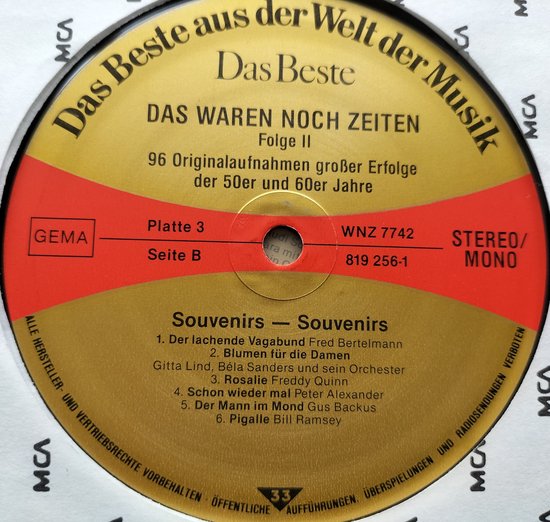 Das Beste aus der Welt der Musik
Das Beste
DAS WAREN NOCH ZEITEN
Folge II
96 Originalaufnahmen großer Erfolge
der 50er und 60er Jahre
GEMA
Platte 3
Seite B
WNZ 7742
819 256-1
STEREO/
MONO
Souvenirs — Souvenirs
1. Der lachende Vagabund Fred Bertelmann
2. Blumen für die Damen
Gitta Lind, Béla Sanders und sein Orchester
3. Rosalie Freddy Quinn
4. Schon wieder mal Peter Alexander
5. Der Mann im Mond Gus Backus
6. Pigalle Bill Ramsey
33
ALLE HERSTELLER- UND VERTRIEBSRECHTE VORBEHALTEN · ÖFFENTLICHE AUFFÜHRUNGEN, ÜBERSPIELUNGEN UND RADIOSENDUNGEN VERBOTEN
MCA
MCA
MCA
MCA
MCA
MCA